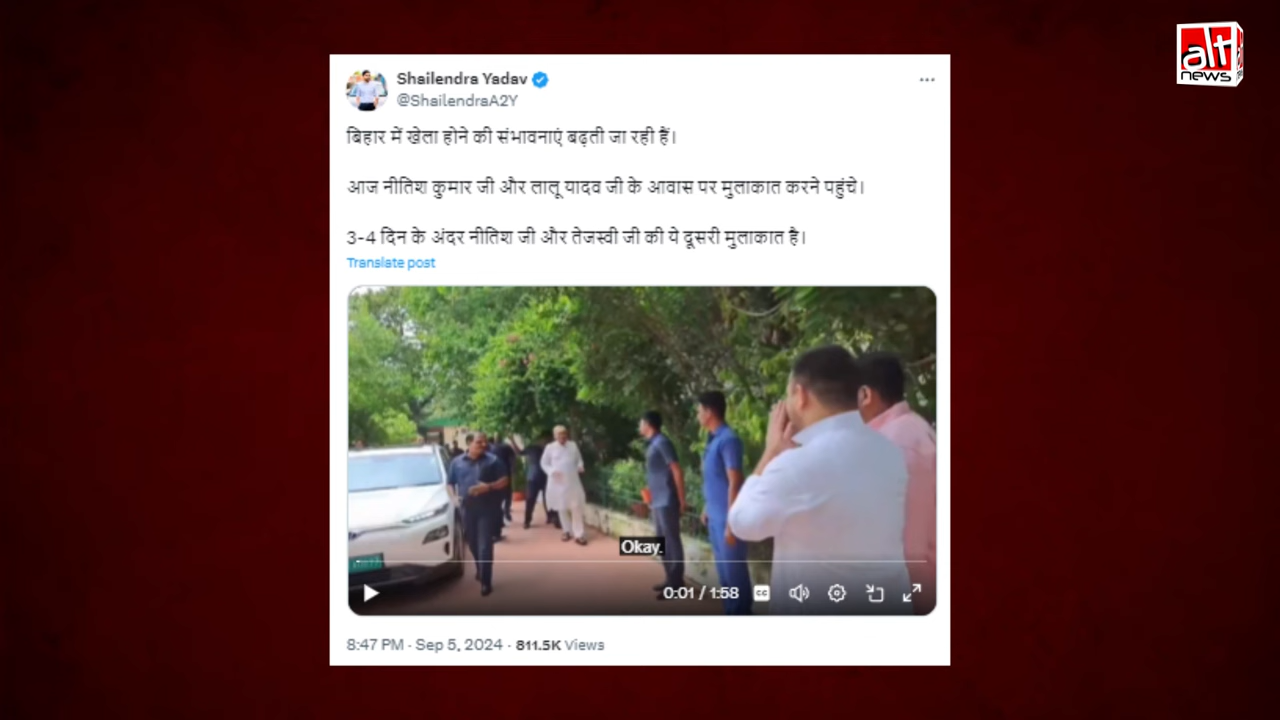 alt
news
Shailendra Yadav
@ShailendraA2Y
बिहार में खेला होने की संभावनाएं बढ़ती जा रही हैं।
आज नीतिश कुमार जी और लालू यादव जी के आवास पर मुलाकात करने पहुंचे।
3-4 दिन के अंदर नीतिश जी और तेजस्वी जी की ये दूसरी मुलाकात है।
Translate post
Okay.
0:01 / 1:58
CC
8:47 PM · Sep 5, 2024 · 811.5K Views